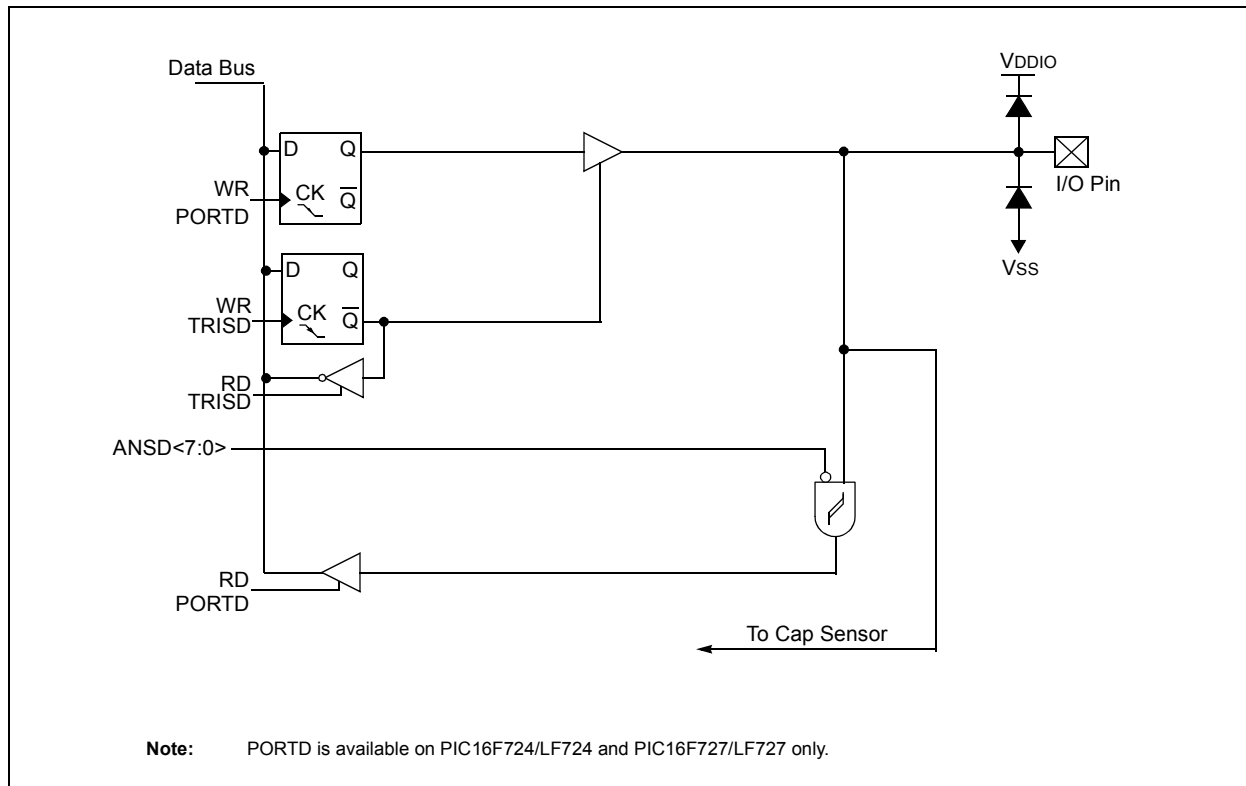 Data Bus
VDDIO
D Q
WR
PORTD
CK Q
I/O Pin
D Q
VSS
WR
TRISD
CK Q
RD
TRISD
ANSD<7:0>
RD
PORTD
To Cap Sensor
Note: PORTD is available on PIC16F724/LF724 and PIC16F727/LF727 only.